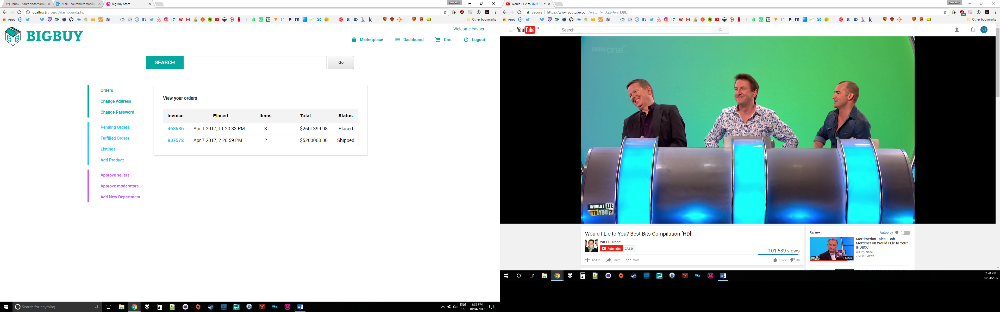 Inbox - saurabh.tomar@
Mail – saurabh.tomar@
Big Buy Store
Saurabh
localhost/project/dashboard.php
Apps
Other bookmarks
BIGBUY
Welcome casper
Marketplace
Dashboard
Cart
Logout
SEARCH
Go
Orders
Change Address
Change Password
Pending Orders
Fulfilled Orders
Listings
Add Product
Approve sellers
Approve moderators
Add New Department
View your orders
Invoice Placed Items Total Status
468586 Apr 1 2017, 11:20:33 PM 3 $2601399.98 Placed
937572 Apr 7 2017, 2:20:59 PM 2 $5200000.00 Shipped
Search for anything
ENG
US
2:28 PM
10/04/2017
Would I Lie to You? B
Saurabh
Secure
https://www.youtube.com/watch?v=As2-JwaH3BE
Apps
Other bookmarks
YouTube CA
Search
BBC one HD
WOULD I LIE
TO YOU ?
Would I Lie to You? Best Bits Compilation [HD]
WILTY? Nope!
Subscribe 27,626
101,689 views
Add to
Share
More
1,129
38
Up next
Autoplay
Mortimerian Tales - Bob
Mortimer on Would I Lie to You?
[HD][CC]
WILTY? Nope!
253,482 views
50:37
2:28 PM
10/04/2017